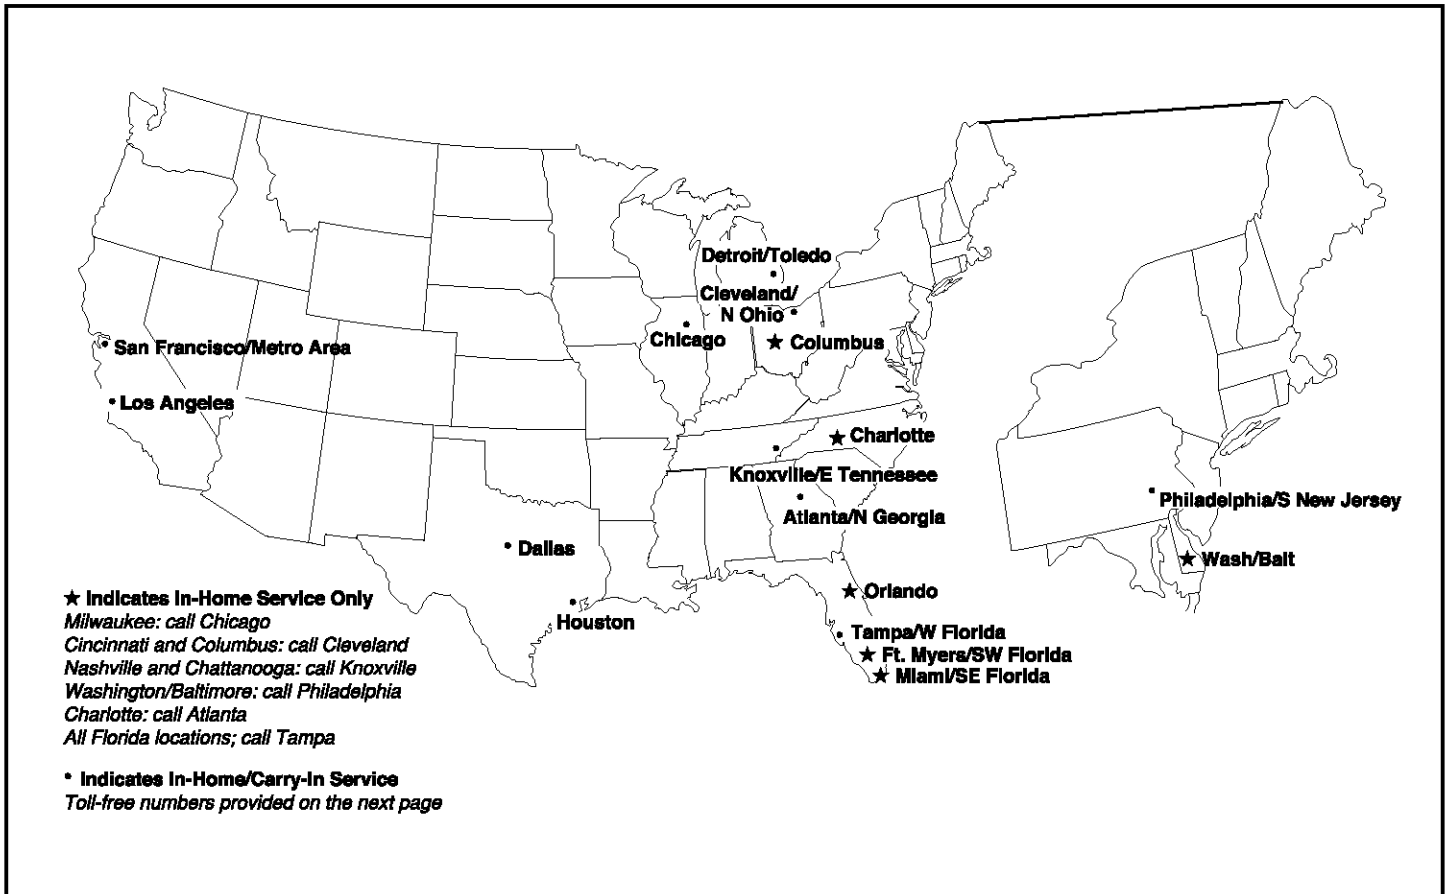 Detroit/Toledo
Cleveland/
N Ohio
Chicago
★ Columbus
San Francisco/Metro Area
Los Angeles
★ Charlotte
Knoxville/E Tennessee
Atlanta/N Georgia
Philadelphia/S New Jersey
Dallas
★ Wash/Balt
★ Orlando
Houston
Tampa/W Florida
★ Ft. Myers/SW Florida
★ Miami/SE Florida
★ Indicates In-Home Service Only
Milwaukee: call Chicago
Cincinnati and Columbus: call Cleveland
Nashville and Chattanooga: call Knoxville
Washington/Baltimore: call Philadelphia
Charlotte: call Atlanta
All Florida locations; call Tampa
• Indicates In-Home/Carry-In Service
Toll-free numbers provided on the next page